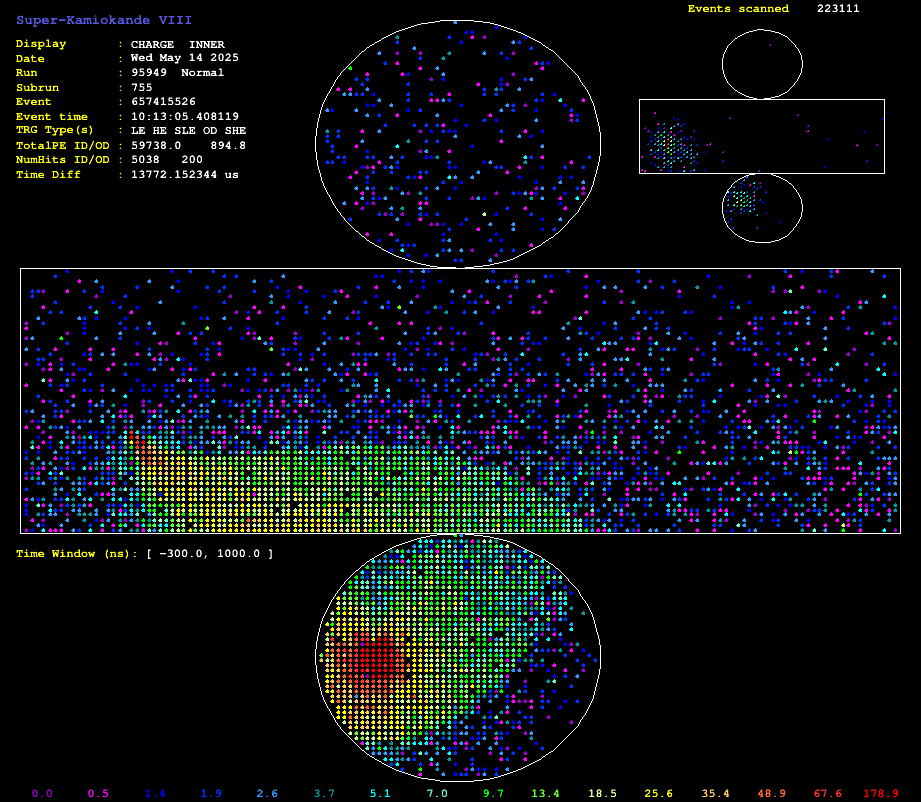 Super-Kamiokande VIII
Display : CHARGE INNER
Date : Wed May 14 2025
Run : 95949 Normal
Subrun : 755
Event : 657415526
Event time : 10:13:05.408119
TRG Type(s) : LE HE SLE OD SHE
TotalPE ID/OD : 59738.0 894.8
NumHits ID/OD : 5038 200
Time Diff : 13772.152344 us
Events scanned 223111
Time Window (ns): [ −300.0, 1000.0 ]
0.0 0.5 1.4 1.9 2.6 3.7 5.1 7.0 9.7 13.4 18.5 25.6 35.4 48.9 67.6 178.9